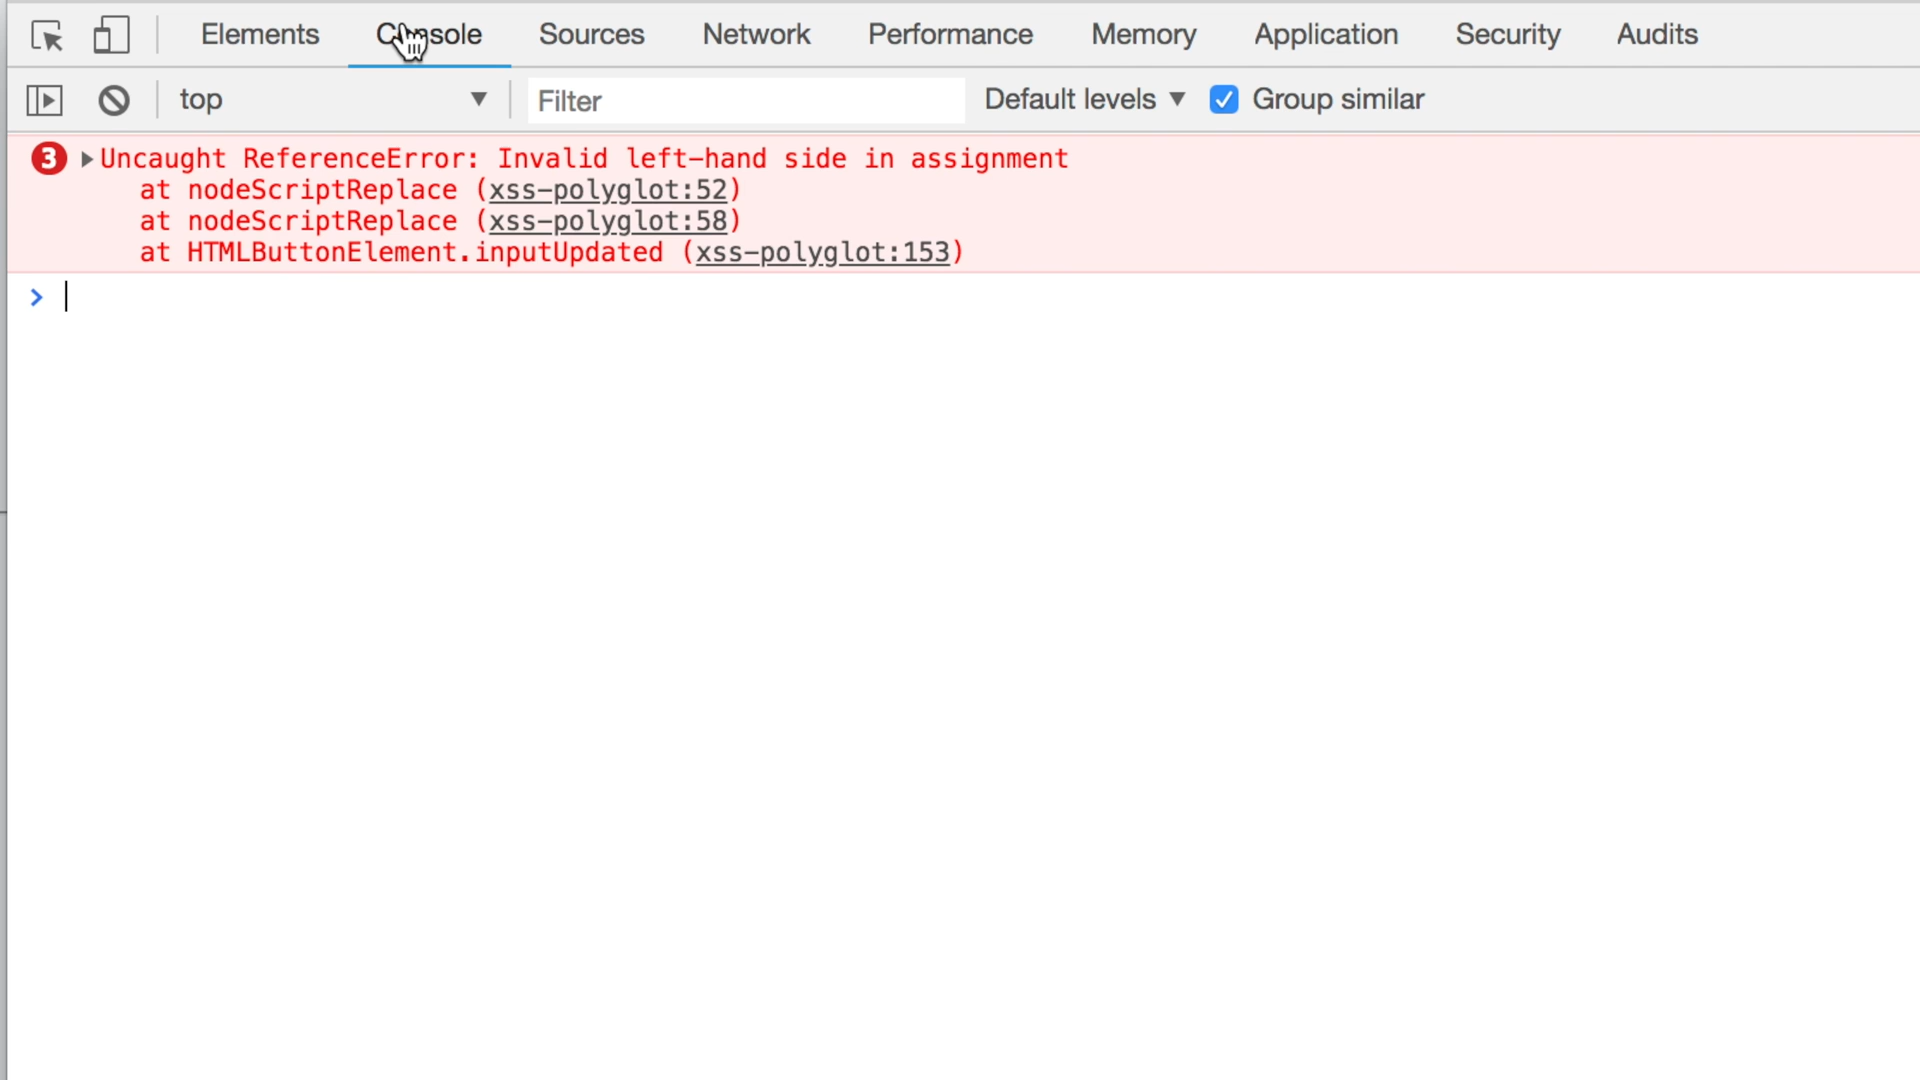 Elements Console Sources Network Performance Memory Application Security Audits
top Filter Default levels Group similar
3 Uncaught ReferenceError: Invalid left-hand side in assignment
at nodeScriptReplace (xss-polyglot:52)
at nodeScriptReplace (xss-polyglot:58)
at HTMLButtonElement.inputUpdated (xss-polyglot:153)
>